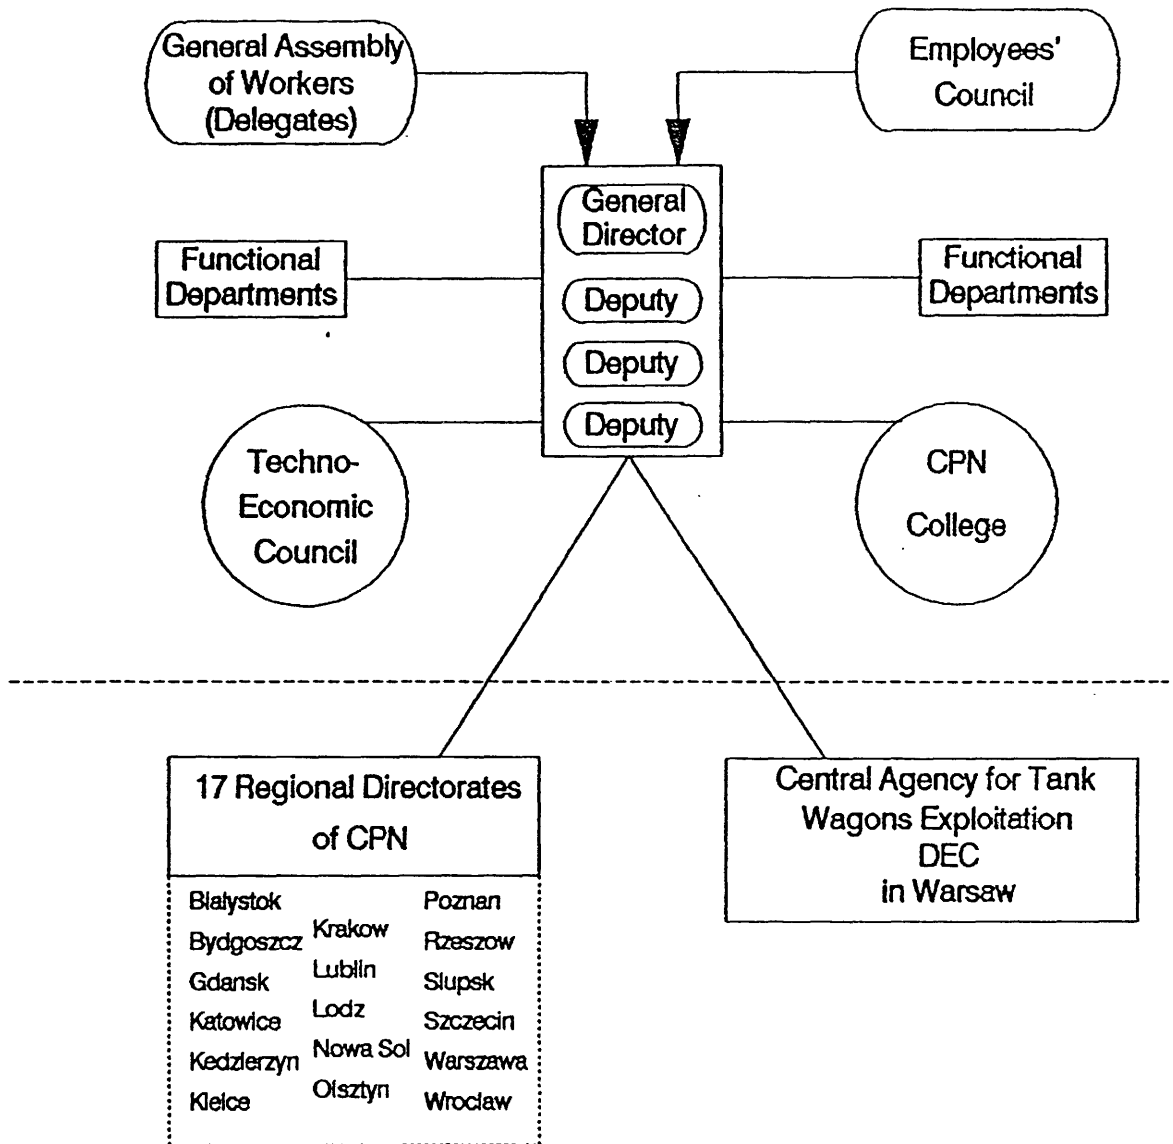 General Assembly
of Workers
(Delegates)
Employees'
Council
General
Director
Functional
Departments
Functional
Departments
Deputy
Deputy
Deputy
Techno-
Economic
Council
CPN
College
17 Regional Directorates
of CPN
Bialystok
Bydgoszcz
Gdansk
Katowice
Kedzierzyn
Kielce
Krakow
Lublin
Lodz
Nowa Sol
Olsztyn
Poznan
Rzeszow
Slupsk
Szczecin
Warszawa
Wroclaw
Central Agency for Tank
Wagons Exploitation
DEC
in Warsaw